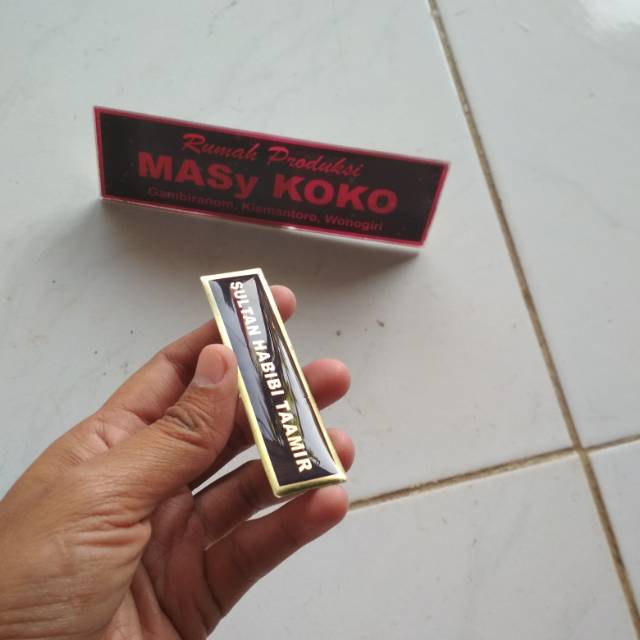 Rumah Produksi
MASy KOKO
Gambiranom, Kismantoro, Wonogiri
SULTAN HABIBI TAAMIR